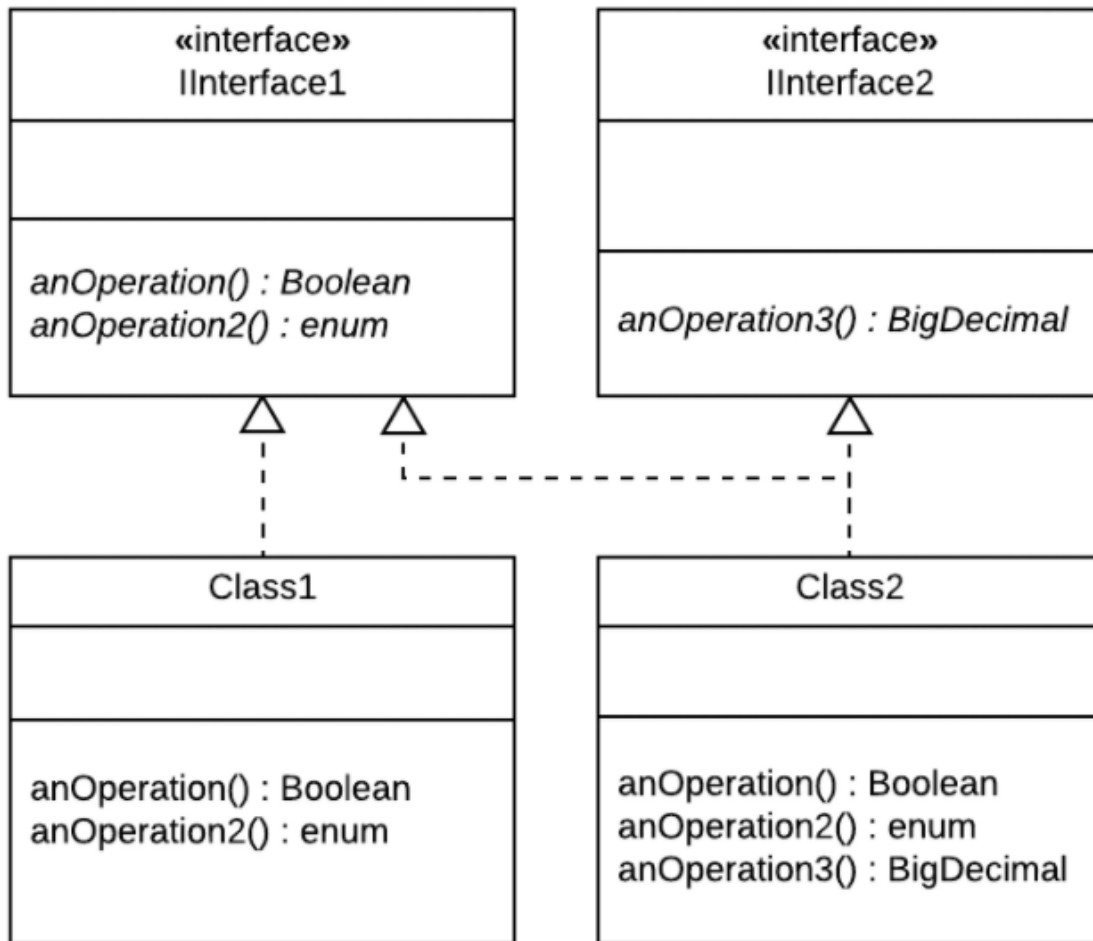 «interface»
IInterface1
anOperation() : Boolean
anOperation2() : enum
«interface»
IInterface2
anOperation3() : BigDecimal
Class1
anOperation() : Boolean
anOperation2() : enum
Class2
anOperation() : Boolean
anOperation2() : enum
anOperation3() : BigDecimal